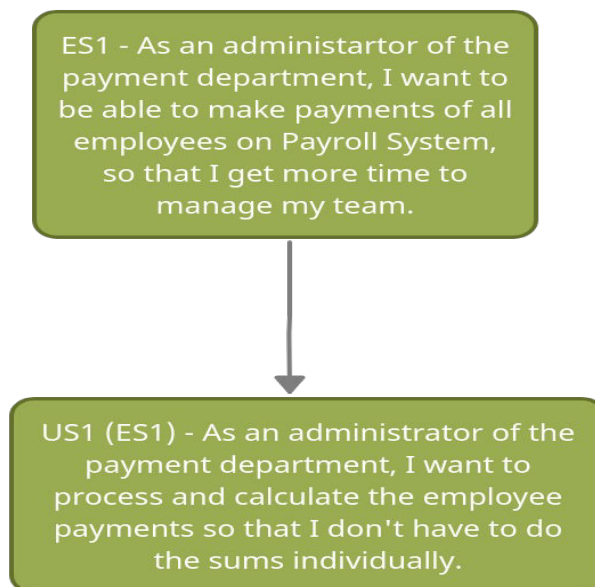 ES1 - As an administartor of the
payment department, I want to
be able to make payments of all
employees on Payroll System,
so that I get more time to
manage my team.
US1 (ES1) - As an administrator of the
payment department, I want to
process and calculate the employee
payments so that I don't have to do
the sums individually.